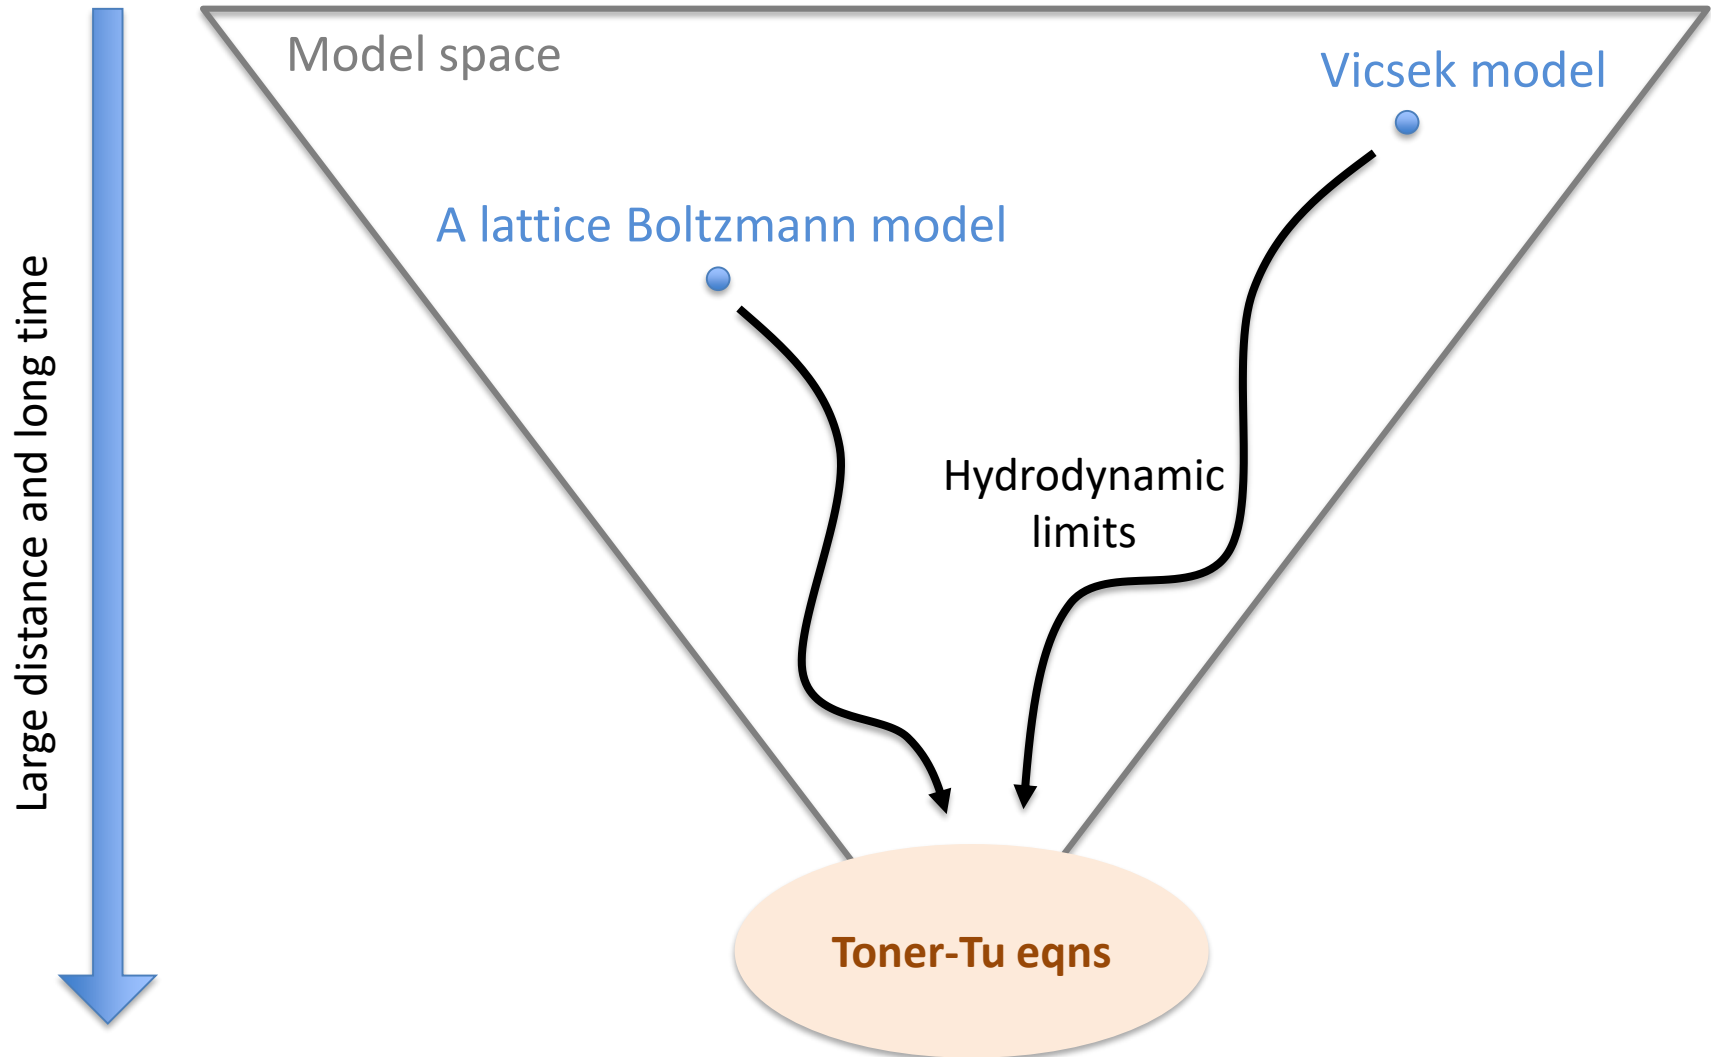 Model space
Vicsek model
A lattice Boltzmann model
Large distance and long time
Hydrodynamic
limits
Toner-Tu eqns